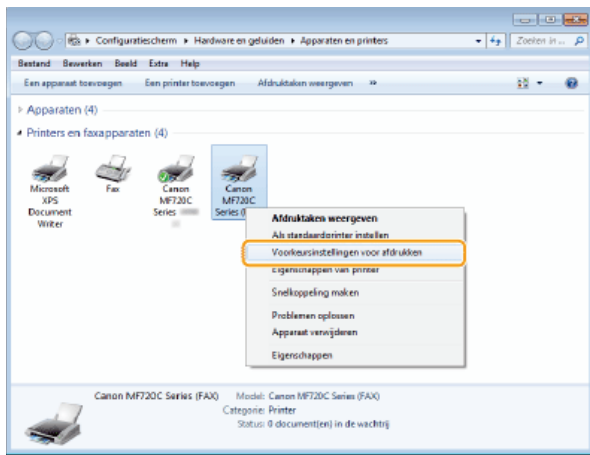 Configuratiescherm ▸ Hardware en geluiden ▸ Apparaten en printers
Zoeken in ...
Bestand Bewerken Beeld Extra Help
Een apparaat toevoegen Een printer toevoegen Afdruktaken weergeven »
Apparaten (4)
Printers en faxapparaten (4)
Microsoft XPS Document Writer
Fax
Canon MF720C Series
Canon MF720C Series (F
Afdruktaken weergeven
Als standaardprinter instellen
Voorkeursinstellingen voor afdrukken
Eigenschappen van printer
Snelkoppeling maken
Problemen oplossen
Apparaat verwijderen
Eigenschappen
Canon MF720C Series (FAX) Model: Canon MF720C Series (FAX)
Categorie: Printer
Status: 0 document(en) in de wachtrij